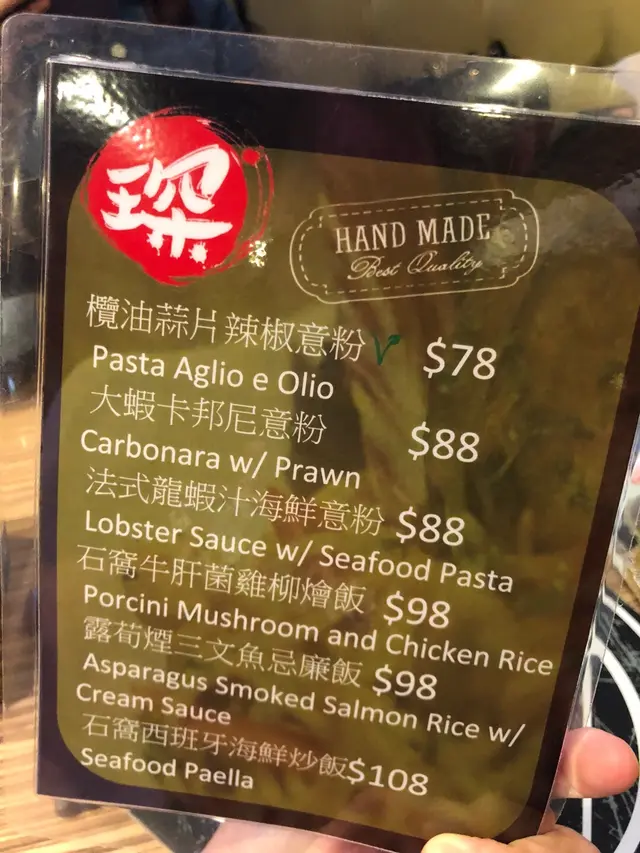 琛
HAND MADE
Best Quality
欖油蒜片辣椒意粉 $78
Pasta Aglio e Olio
大蝦卡邦尼意粉 $88
Carbonara w/ Prawn
法式龍蝦汁海鮮意粉 $88
Lobster Sauce w/ Seafood Pasta
石窩牛肝菌雞柳燴飯 $98
Porcini Mushroom and Chicken Rice
露荀煙三文魚忌廉飯 $98
Asparagus Smoked Salmon Rice w/
Cream Sauce
石窩西班牙海鮮炒飯$108
Seafood Paella